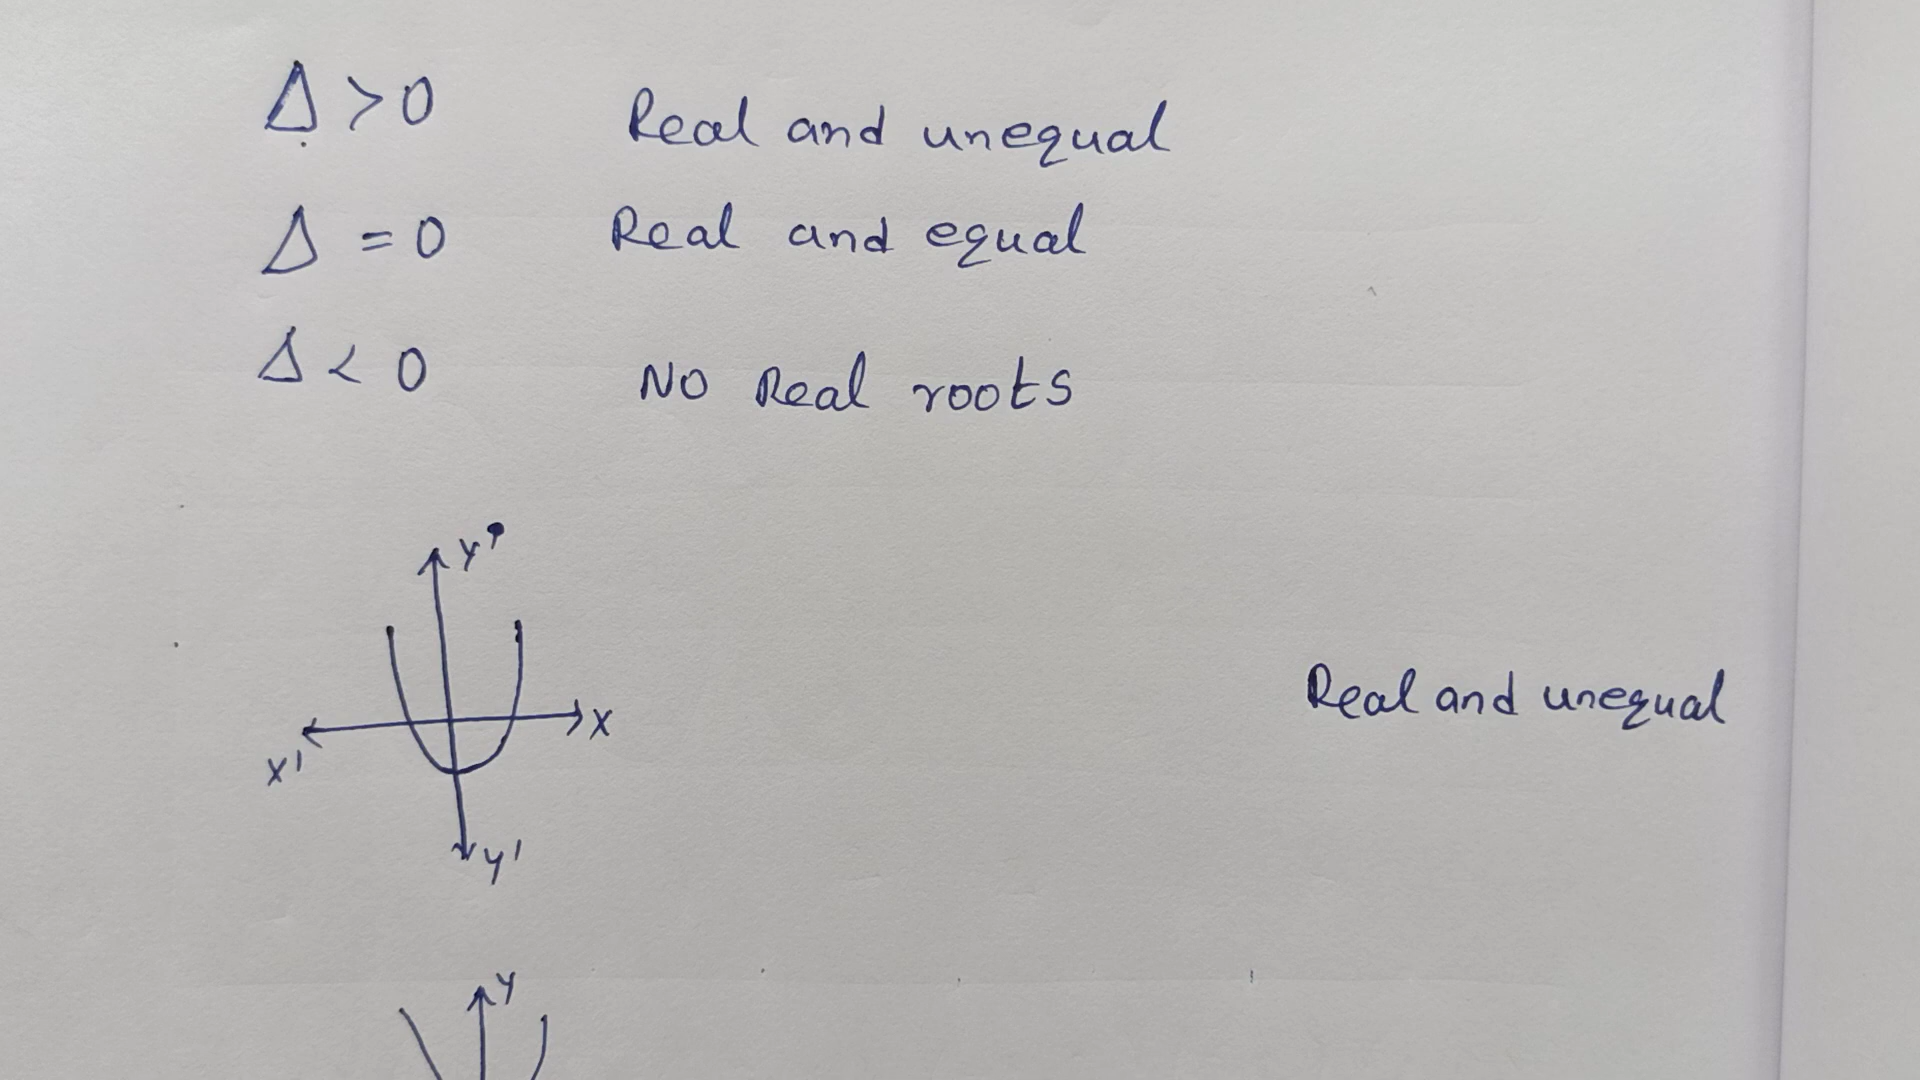 Δ > 0 Real and unequal
Δ = 0 Real and equal
Δ < 0 No Real roots
y
x' x Real and unequal
y'
y